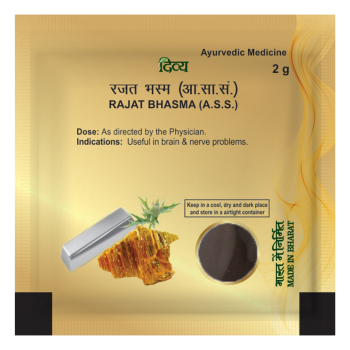 Ayurvedic Medicine
दिव्य
2 g
रजत भस्म (आ.सा.सं.)
RAJAT BHASMA (A.S.S.)
Dose: As directed by the Physician.
Indications: Useful in brain & nerve problems.
Keep in a cool, dry and dark place
and store in a airtight container
भारत में निर्मित
MADE IN BHARAT